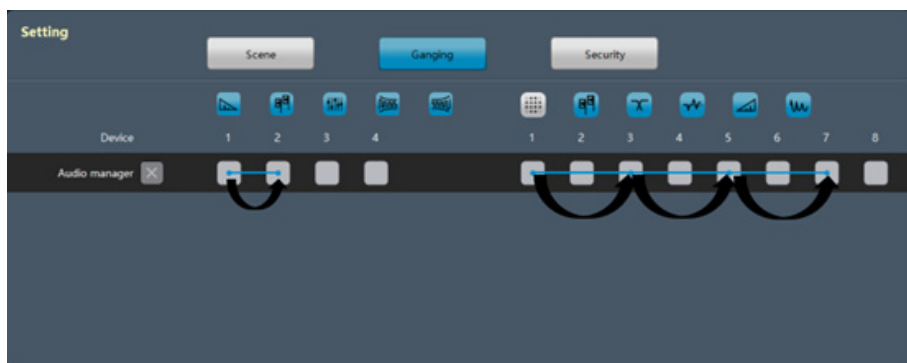 Setting
Scene Ganging Security
Device 1 2 3 4 1 2 3 4 5 6 7 8
Audio manager